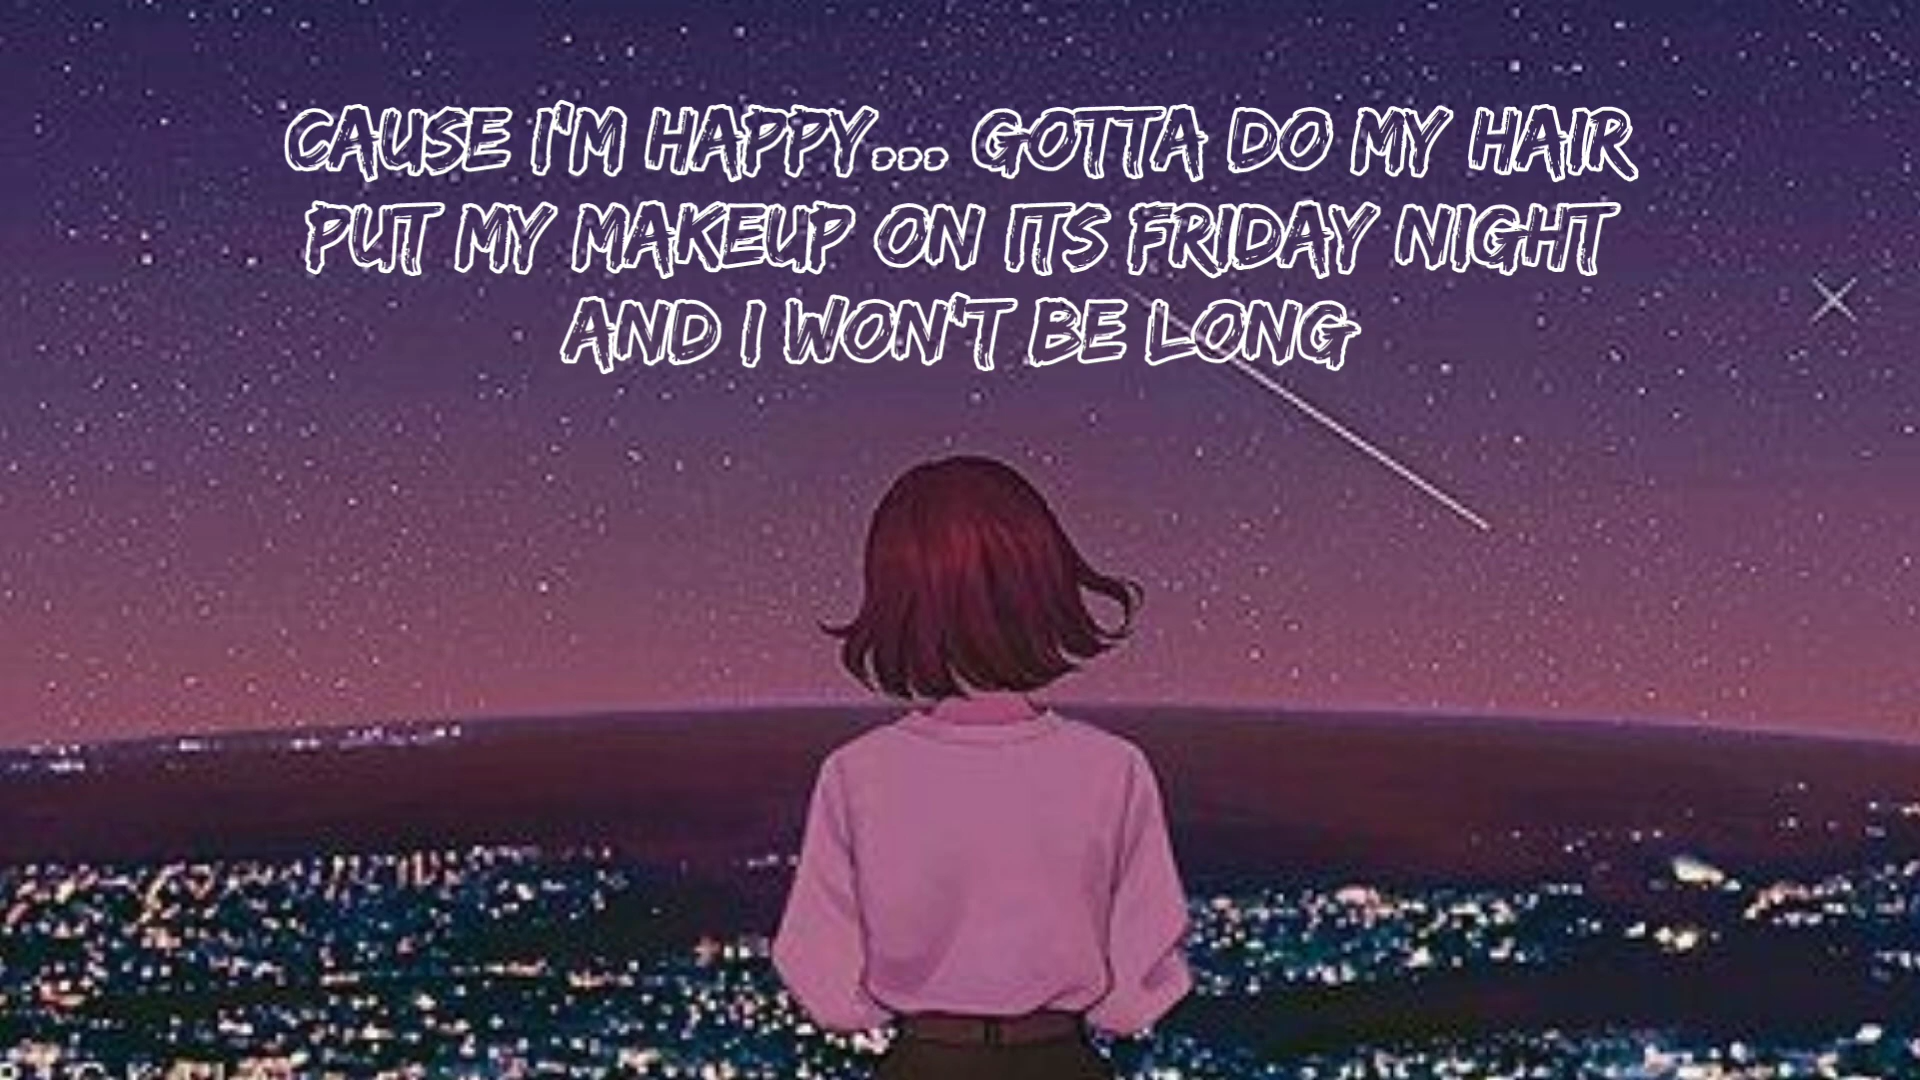 CAUSE I'M HAPPY... GOTTA DO MY HAIR
PUT MY MAKEUP ON ITS FRIDAY NIGHT
AND I WON'T BE LONG